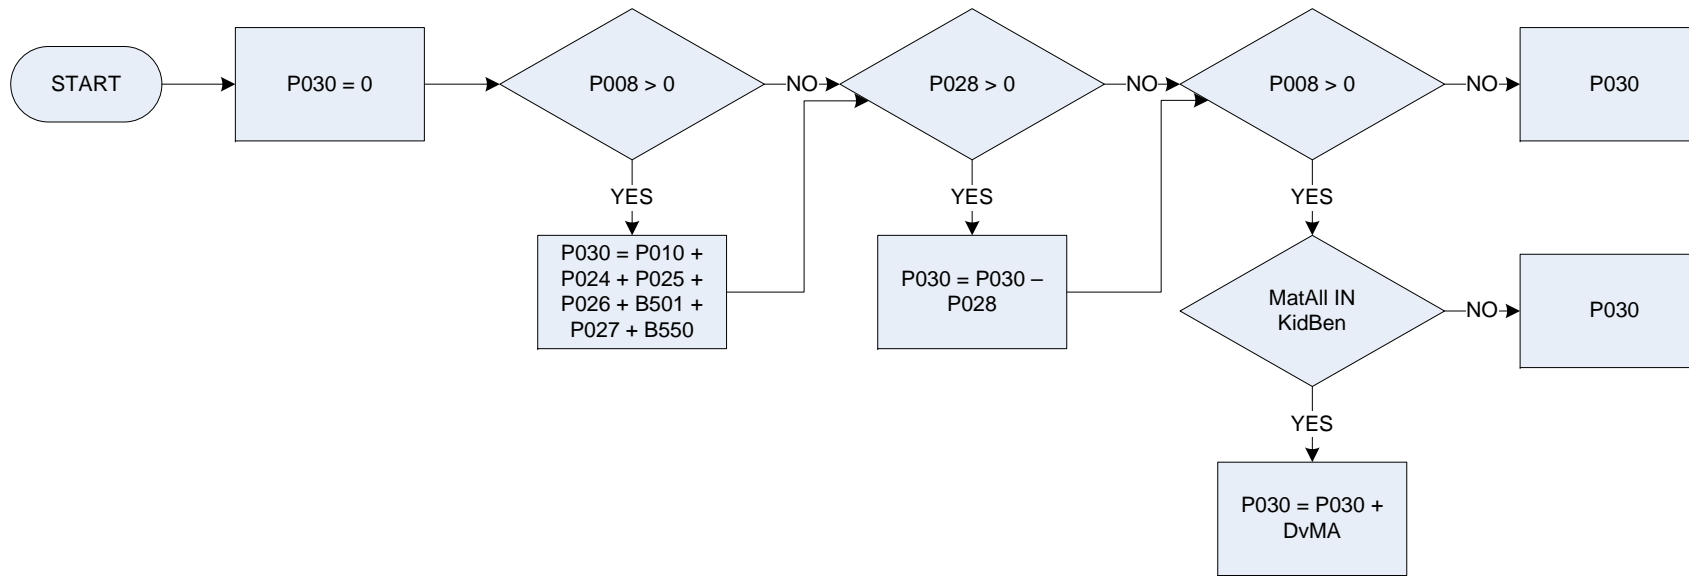 START
P030 = 0
P008 > 0
NO
P028 > 0
NO
P008 > 0
NO
P030
YES
YES
YES
P030 = P010 +
P024 + P025 +
P026 + B501 +
P027 + B550
P030 = P030 –
P028
MatAll IN
KidBen
NO
P030
YES
P030 = P030 +
DvMA